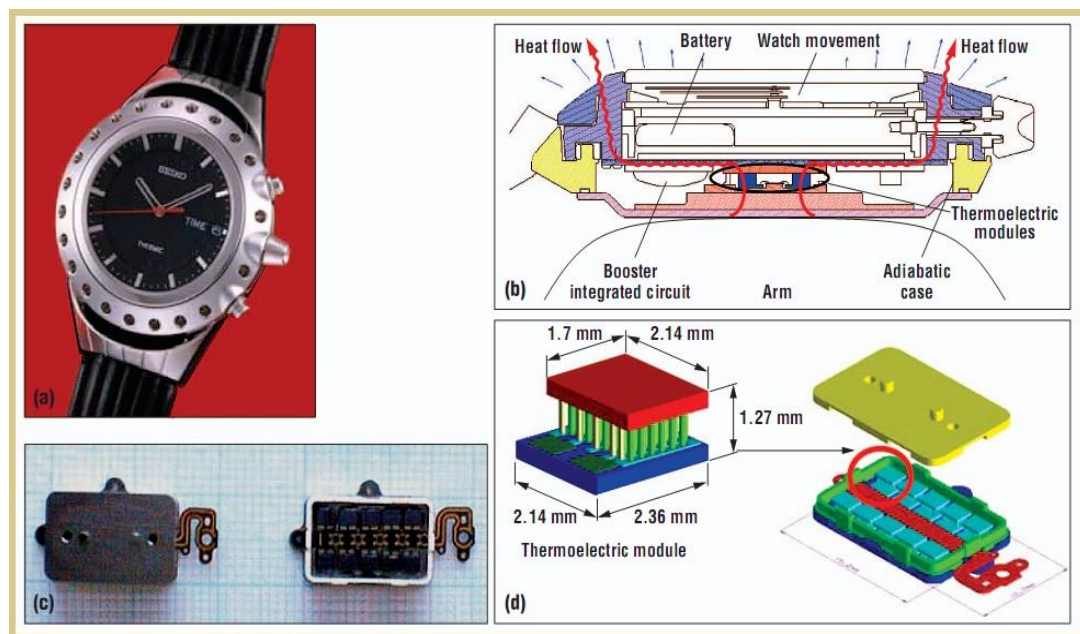 SEIKO
TIME
THERMIC
(a)
Heat flow
Battery
Watch movement
Heat flow
Thermoelectric
modules
Booster
integrated circuit
Arm
Adiabatic
case
(b)
(c)
1.7 mm
2.14 mm
1.27 mm
2.14 mm
2.36 mm
Thermoelectric module
(d)